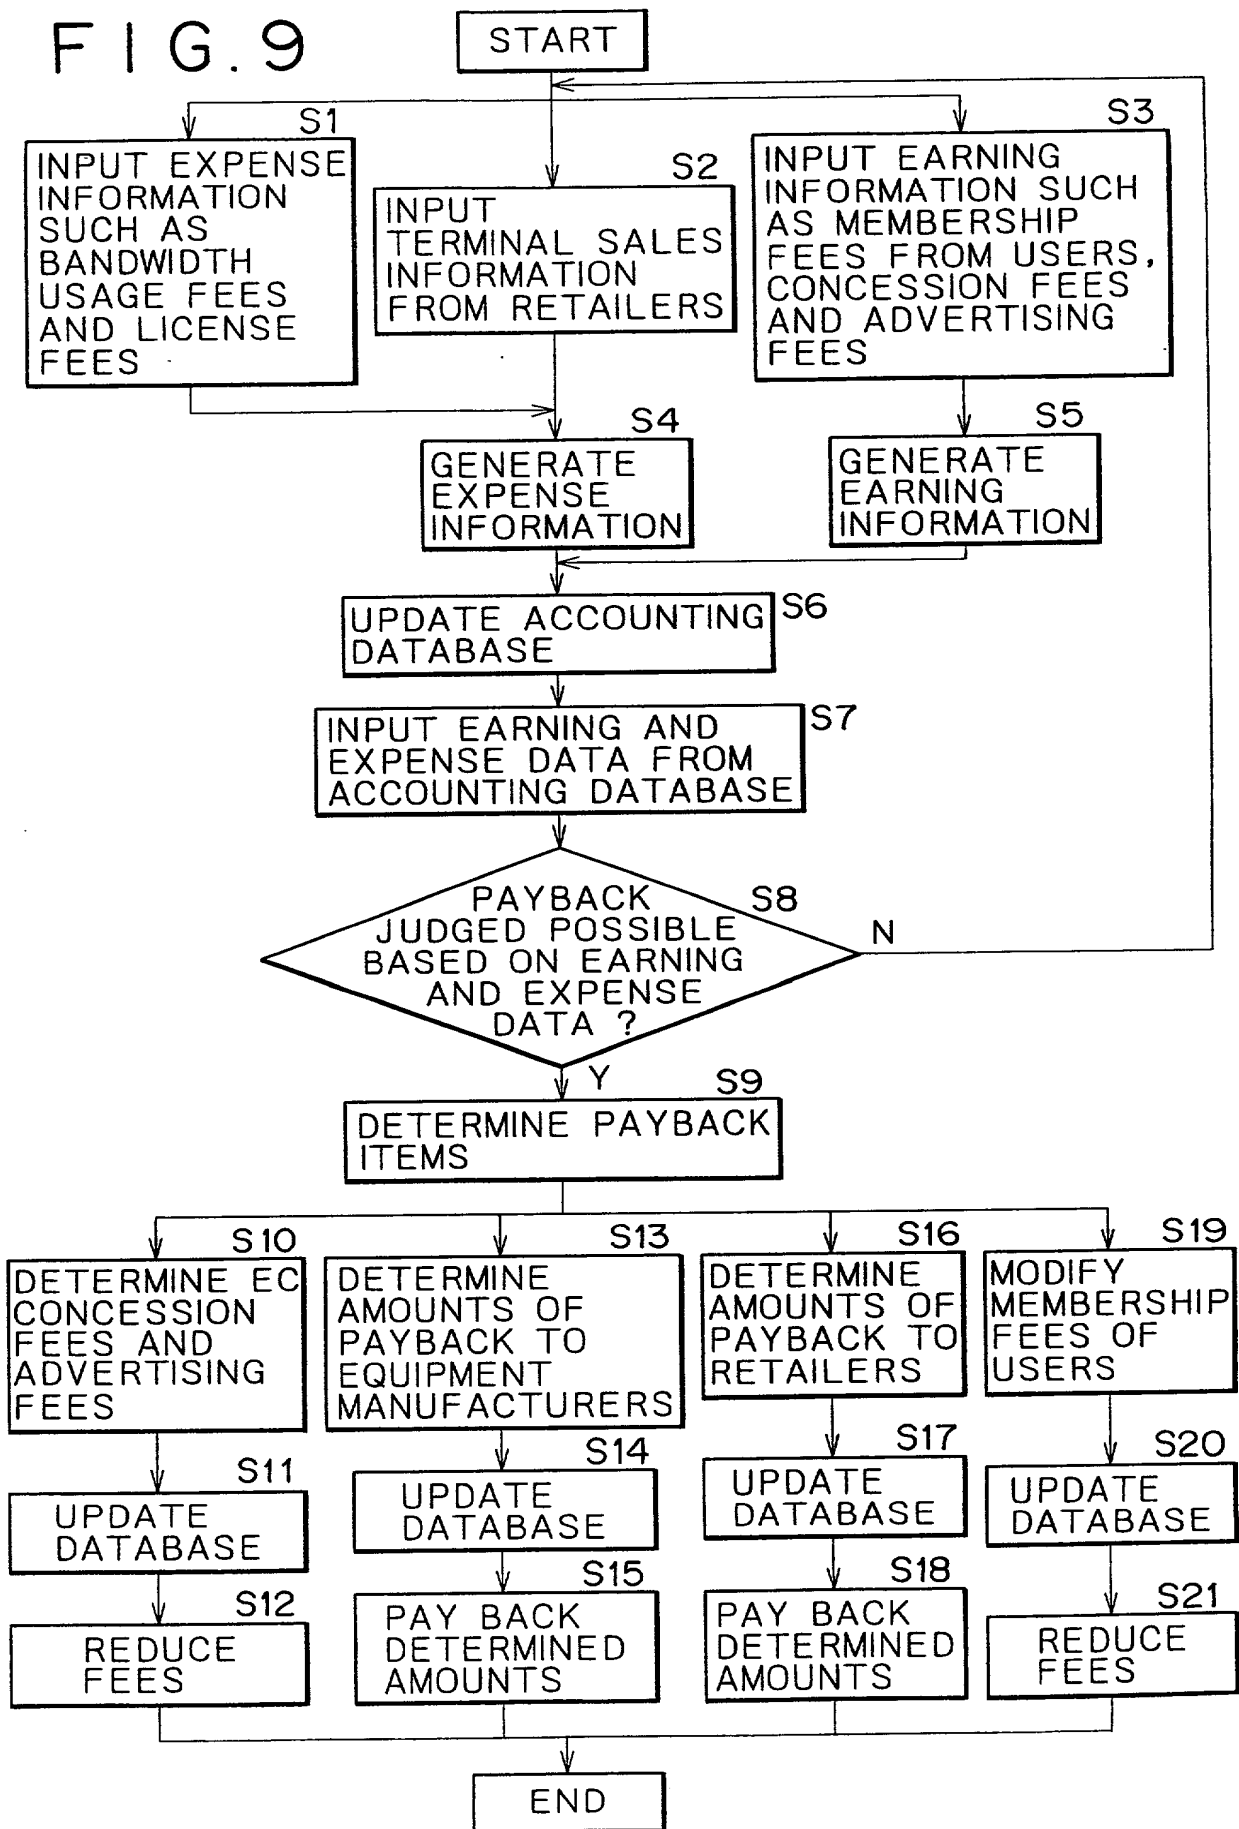 FIG.9
START
S1
INPUT EXPENSE
INFORMATION
SUCH AS
BANDWIDTH
USAGE FEES
AND LICENSE
FEES
S2
INPUT
TERMINAL SALES
INFORMATION
FROM RETAILERS
S3
INPUT EARNING
INFORMATION SUCH
AS MEMBERSHIP
FEES FROM USERS,
CONCESSION FEES
AND ADVERTISING
FEES
S4
GENERATE
EXPENSE
INFORMATION
S5
GENERATE
EARNING
INFORMATION
S6
UPDATE ACCOUNTING
DATABASE
S7
INPUT EARNING AND
EXPENSE DATA FROM
ACCOUNTING DATABASE
S8
PAYBACK
JUDGED POSSIBLE
BASED ON EARNING
AND EXPENSE
DATA ?
N
Y
S9
DETERMINE PAYBACK
ITEMS
S10
DETERMINE EC
CONCESSION
FEES AND
ADVERTISING
FEES
S11
UPDATE
DATABASE
S12
REDUCE
FEES
S13
DETERMINE
AMOUNTS OF
PAYBACK TO
EQUIPMENT
MANUFACTURERS
S14
UPDATE
DATABASE
S15
PAY BACK
DETERMINED
AMOUNTS
S16
DETERMINE
AMOUNTS OF
PAYBACK TO
RETAILERS
S17
UPDATE
DATABASE
S18
PAY BACK
DETERMINED
AMOUNTS
S19
MODIFY
MEMBERSHIP
FEES OF
USERS
S20
UPDATE
DATABASE
S21
REDUCE
FEES
END